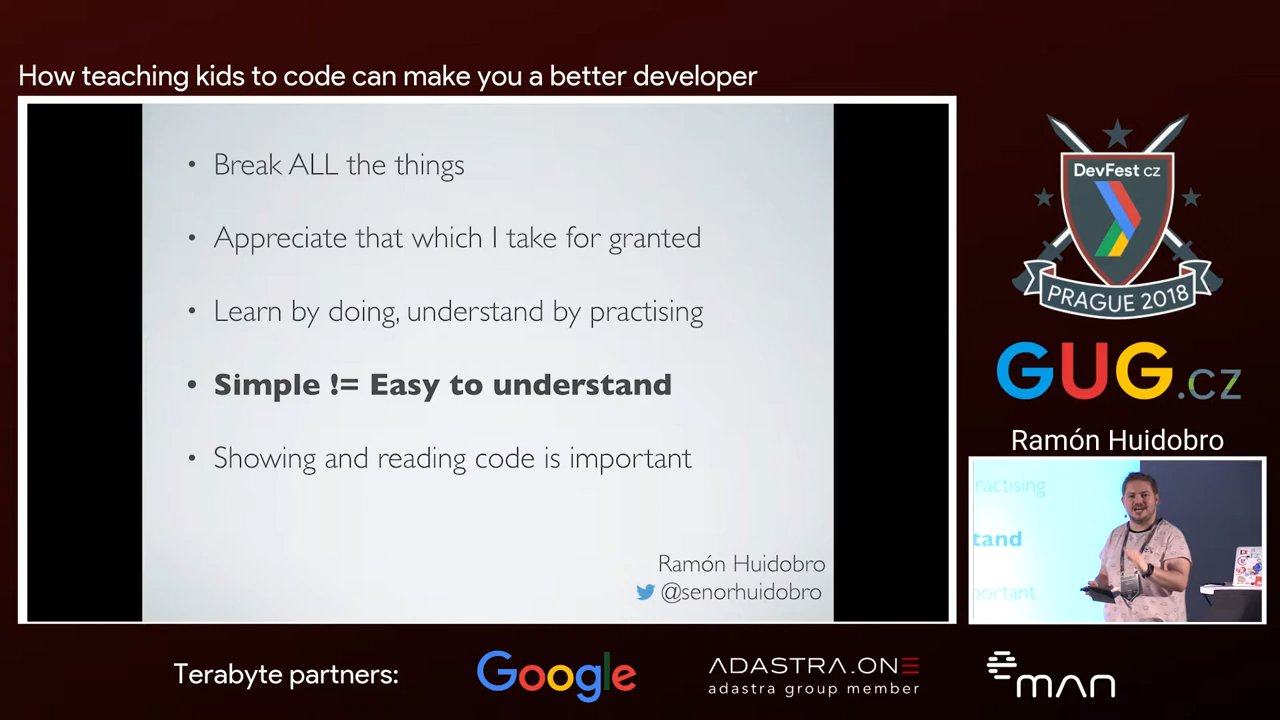 How teaching kids to code can make you a better developer
• Break ALL the things
• Appreciate that which I take for granted
• Learn by doing, understand by practising
• Simple != Easy to understand
• Showing and reading code is important
Ramón Huidobro
@senorhuidobro
DevFest cz
PRAGUE 2018
GUG.cz
Ramón Huidobro
ractising
tand
portant
Terabyte partners:
Google
ADASTRA.ONE
adastra group member
eman